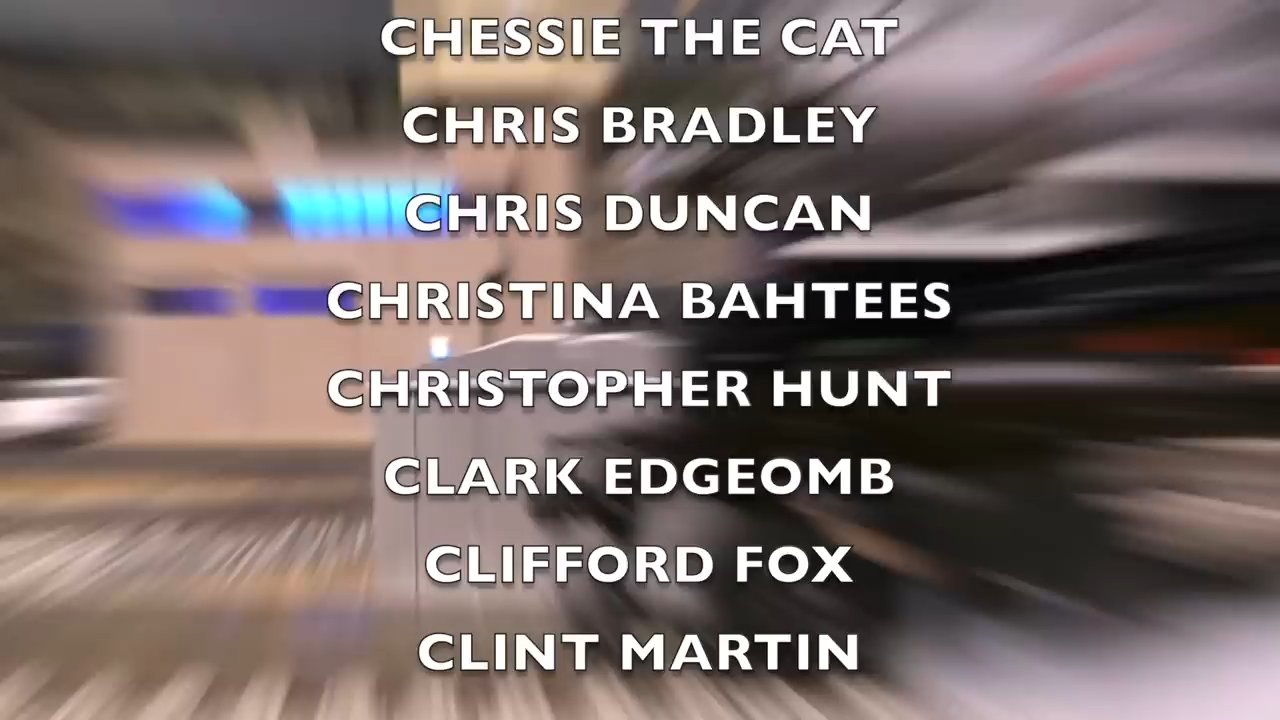 CHESSIE THE CAT
CHRIS BRADLEY
CHRIS DUNCAN
CHRISTINA BAHTEES
CHRISTOPHER HUNT
CLARK EDGEOMB
CLIFFORD FOX
CLINT MARTIN